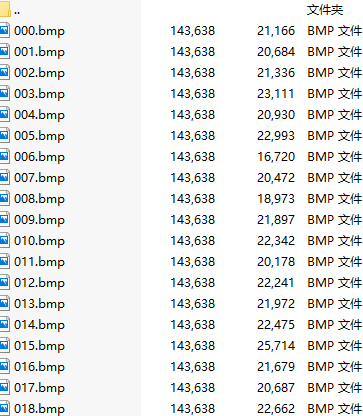 .. 文件夹
000.bmp 143,638 21,166 BMP 文件
001.bmp 143,638 20,684 BMP 文件
002.bmp 143,638 21,336 BMP 文件
003.bmp 143,638 23,111 BMP 文件
004.bmp 143,638 20,930 BMP 文件
005.bmp 143,638 22,993 BMP 文件
006.bmp 143,638 16,720 BMP 文件
007.bmp 143,638 20,472 BMP 文件
008.bmp 143,638 18,973 BMP 文件
009.bmp 143,638 21,897 BMP 文件
010.bmp 143,638 22,342 BMP 文件
011.bmp 143,638 20,178 BMP 文件
012.bmp 143,638 22,241 BMP 文件
013.bmp 143,638 21,972 BMP 文件
014.bmp 143,638 22,475 BMP 文件
015.bmp 143,638 25,714 BMP 文件
016.bmp 143,638 21,679 BMP 文件
017.bmp 143,638 20,687 BMP 文件
018.bmp 143,638 22,662 BMP 文件